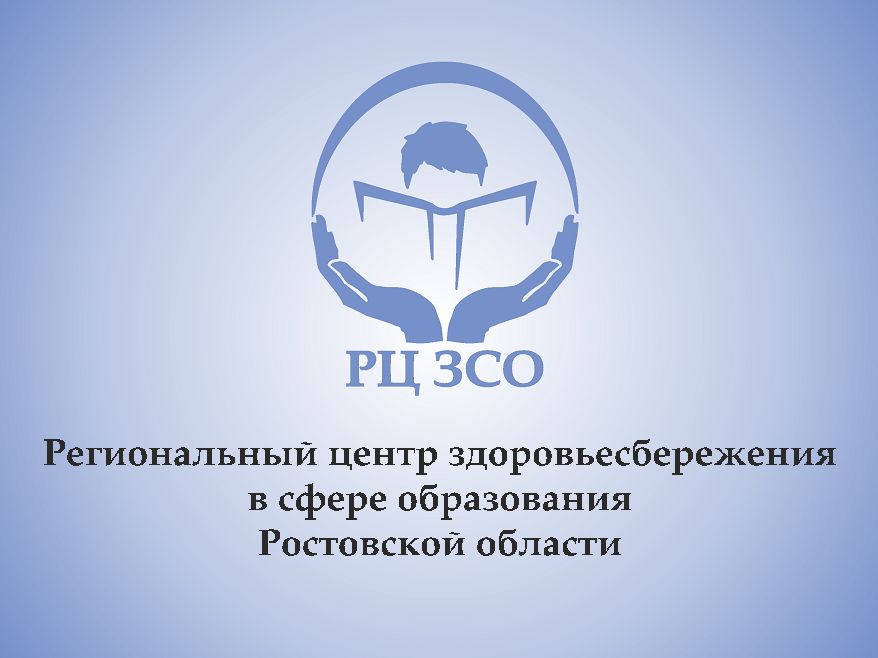 РЦ ЗСО
Региональный центр здоровьесбережения
в сфере образования
Ростовской области